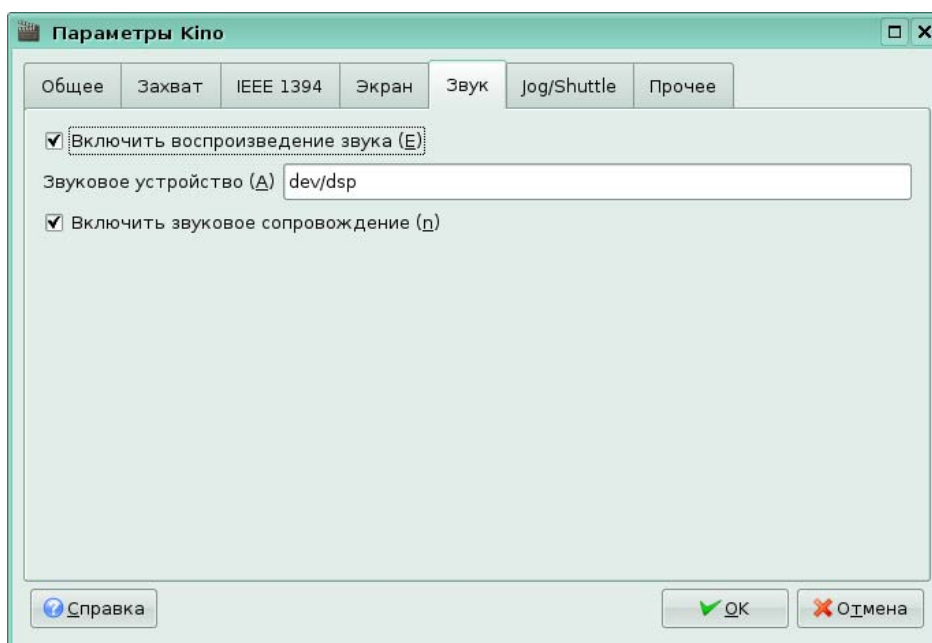 Параметры Kino
Общее Захват IEEE 1394 Экран Звук Jog/Shuttle Прочее
Включить воспроизведение звука (E)
Звуковое устройство (A) dev/dsp
Включить звуковое сопровождение (n)
Справка OK Отмена